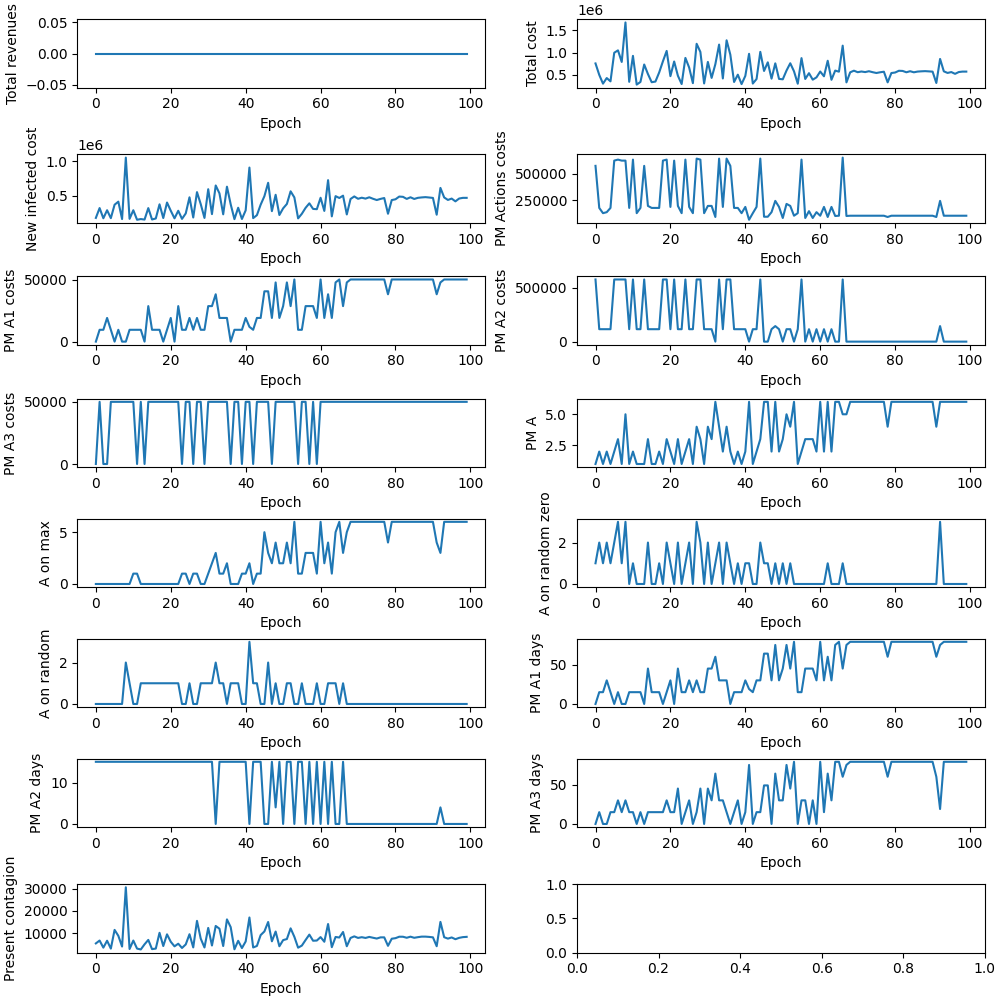 Total revenues
0.05
0.00
−0.05
0 20 40 60 80 100
Epoch
1e6
Total cost
1.5
1.0
0.5
0 20 40 60 80 100
Epoch
1e6
New infected cost
1.0
0.5
0 20 40 60 80 100
Epoch
PM Actions costs
500000
250000
0 20 40 60 80 100
Epoch
PM A1 costs
50000
0
0 20 40 60 80 100
Epoch
PM A2 costs
500000
0
0 20 40 60 80 100
Epoch
PM A3 costs
50000
0
0 20 40 60 80 100
Epoch
PM A
5.0
2.5
0 20 40 60 80 100
Epoch
A on max
5
0
0 20 40 60 80 100
Epoch
A on random zero
2
0
0 20 40 60 80 100
Epoch
A on random
2
0
0 20 40 60 80 100
Epoch
PM A1 days
50
0
0 20 40 60 80 100
Epoch
PM A2 days
10
0
0 20 40 60 80 100
Epoch
PM A3 days
50
0
0 20 40 60 80 100
Epoch
Present contagion
30000
20000
10000
0 20 40 60 80 100
Epoch
1.0
0.5
0.0
0.0 0.2 0.4 0.6 0.8 1.0